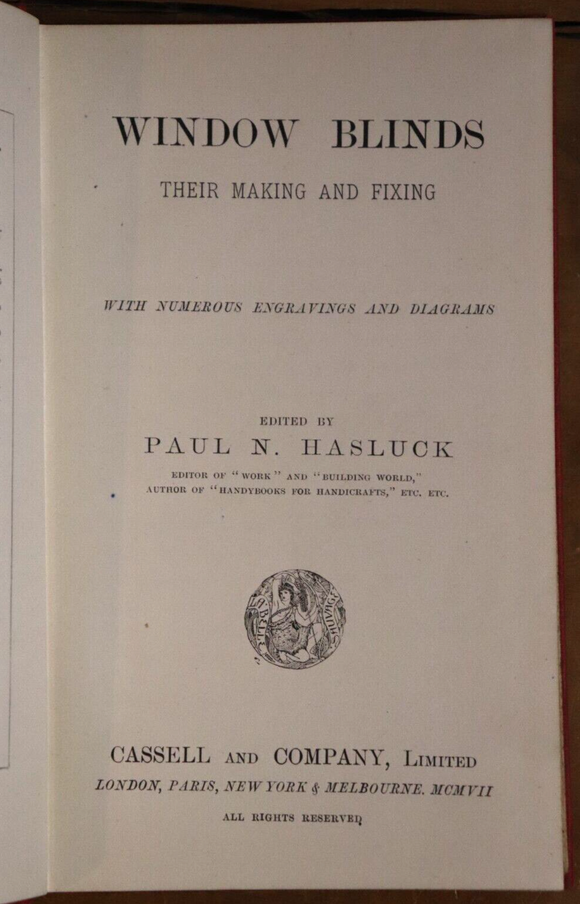 WINDOW BLINDS
THEIR MAKING AND FIXING
WITH NUMEROUS ENGRAVINGS AND DIAGRAMS
EDITED BY
PAUL N. HASLUCK
EDITOR OF "WORK" AND "BUILDING WORLD,"
AUTHOR OF "HANDYBOOKS FOR HANDICRAFTS," ETC. ETC.
CASSELL AND COMPANY, LIMITED
LONDON, PARIS, NEW YORK & MELBOURNE. MCMVII
ALL RIGHTS RESERVED